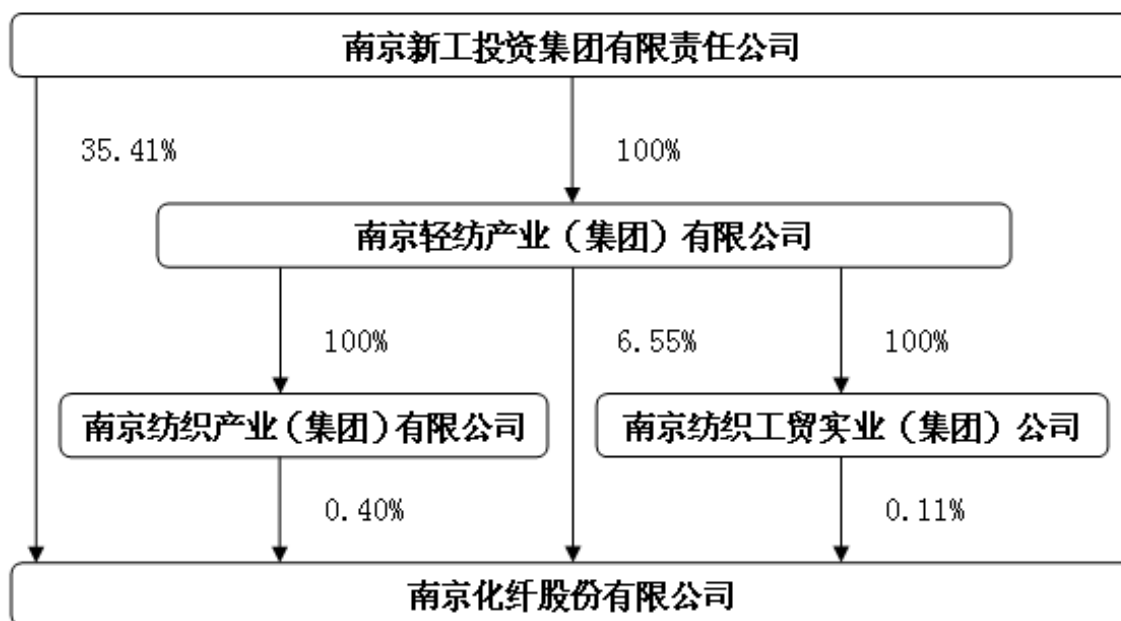 南京新工投资集团有限责任公司
35.41%
100%
南京轻纺产业（集团）有限公司
100%
6.55%
100%
南京纺织产业（集团）有限公司
南京纺织工贸实业（集团）公司
0.40%
0.11%
南京化纤股份有限公司